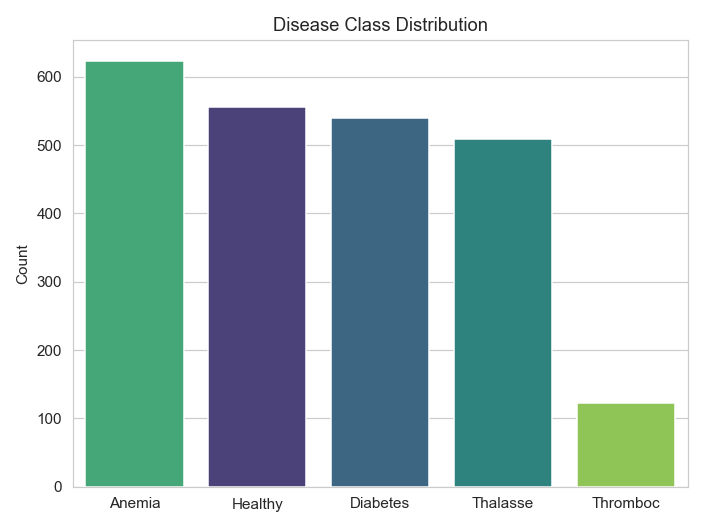 Disease Class Distribution
600
500
400
300
200
100
0
Count
Anemia
Healthy
Diabetes
Thalasse
Thromboc